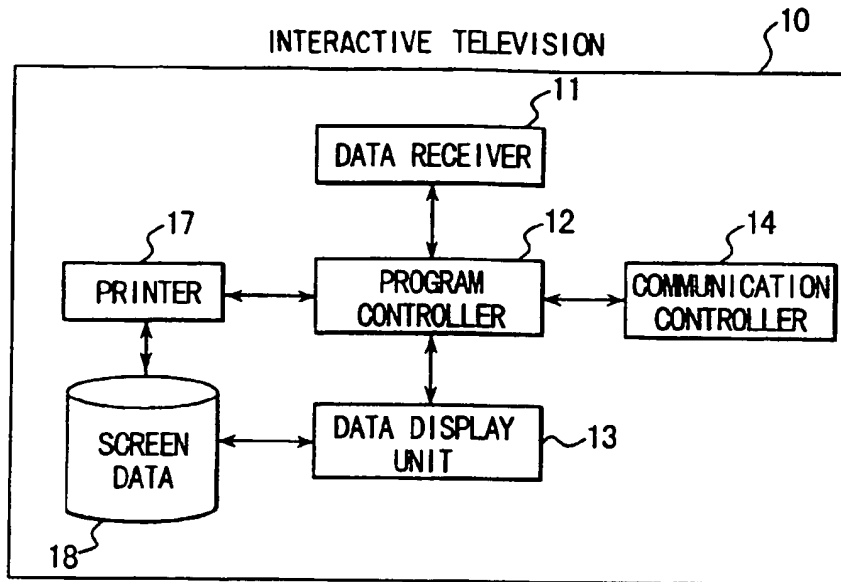 INTERACTIVE TELEVISION
10
11
DATA RECEIVER
17
12
14
PRINTER
PROGRAM
CONTROLLER
COMMUNICATION
CONTROLLER
SCREEN
DATA
DATA DISPLAY
UNIT
13
18